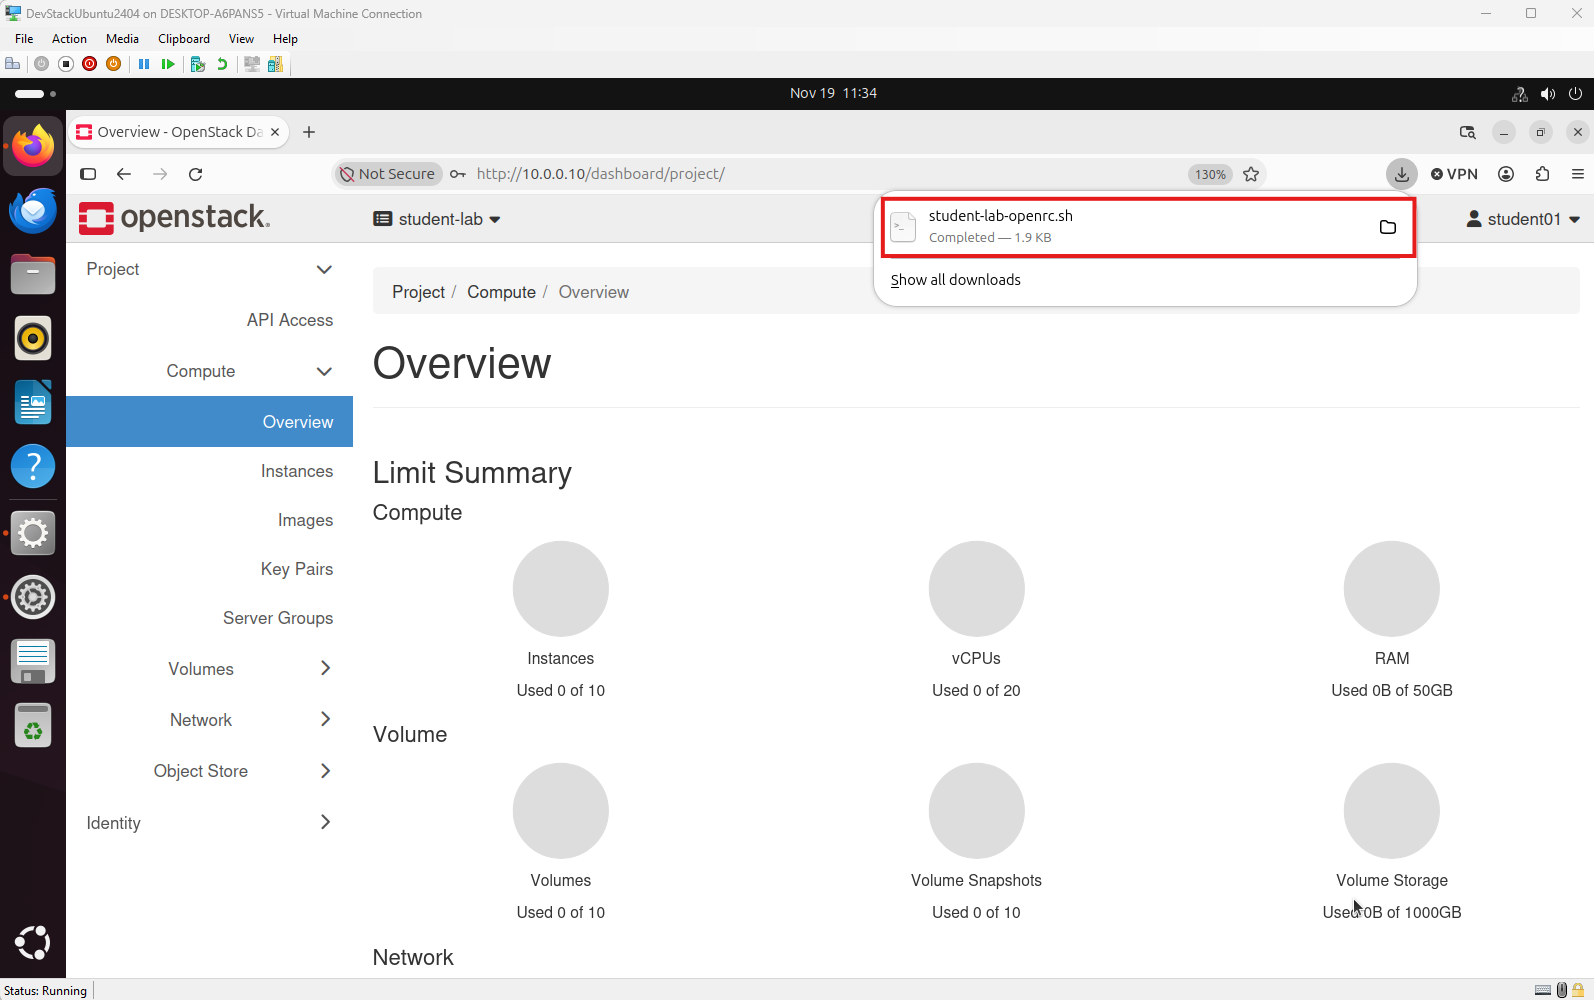 DevStackUbuntu2404 on DESKTOP-A6PANS5 - Virtual Machine Connection
File Action Media Clipboard View Help
Nov 19 11:34
Overview - OpenStack Da
Not Secure http://10.0.0.10/dashboard/project/ 130% VPN
openstack. student-lab student01
student-lab-openrc.sh
Completed — 1.9 KB
Show all downloads
Project
API Access
Compute
Overview
Instances
Images
Key Pairs
Server Groups
Volumes
Network
Object Store
Identity
Project / Compute / Overview
Overview
Limit Summary
Compute
Instances
Used 0 of 10
vCPUs
Used 0 of 20
RAM
Used 0B of 50GB
Volume
Volumes
Used 0 of 10
Volume Snapshots
Used 0 of 10
Volume Storage
Used 0B of 1000GB
Network
Status: Running